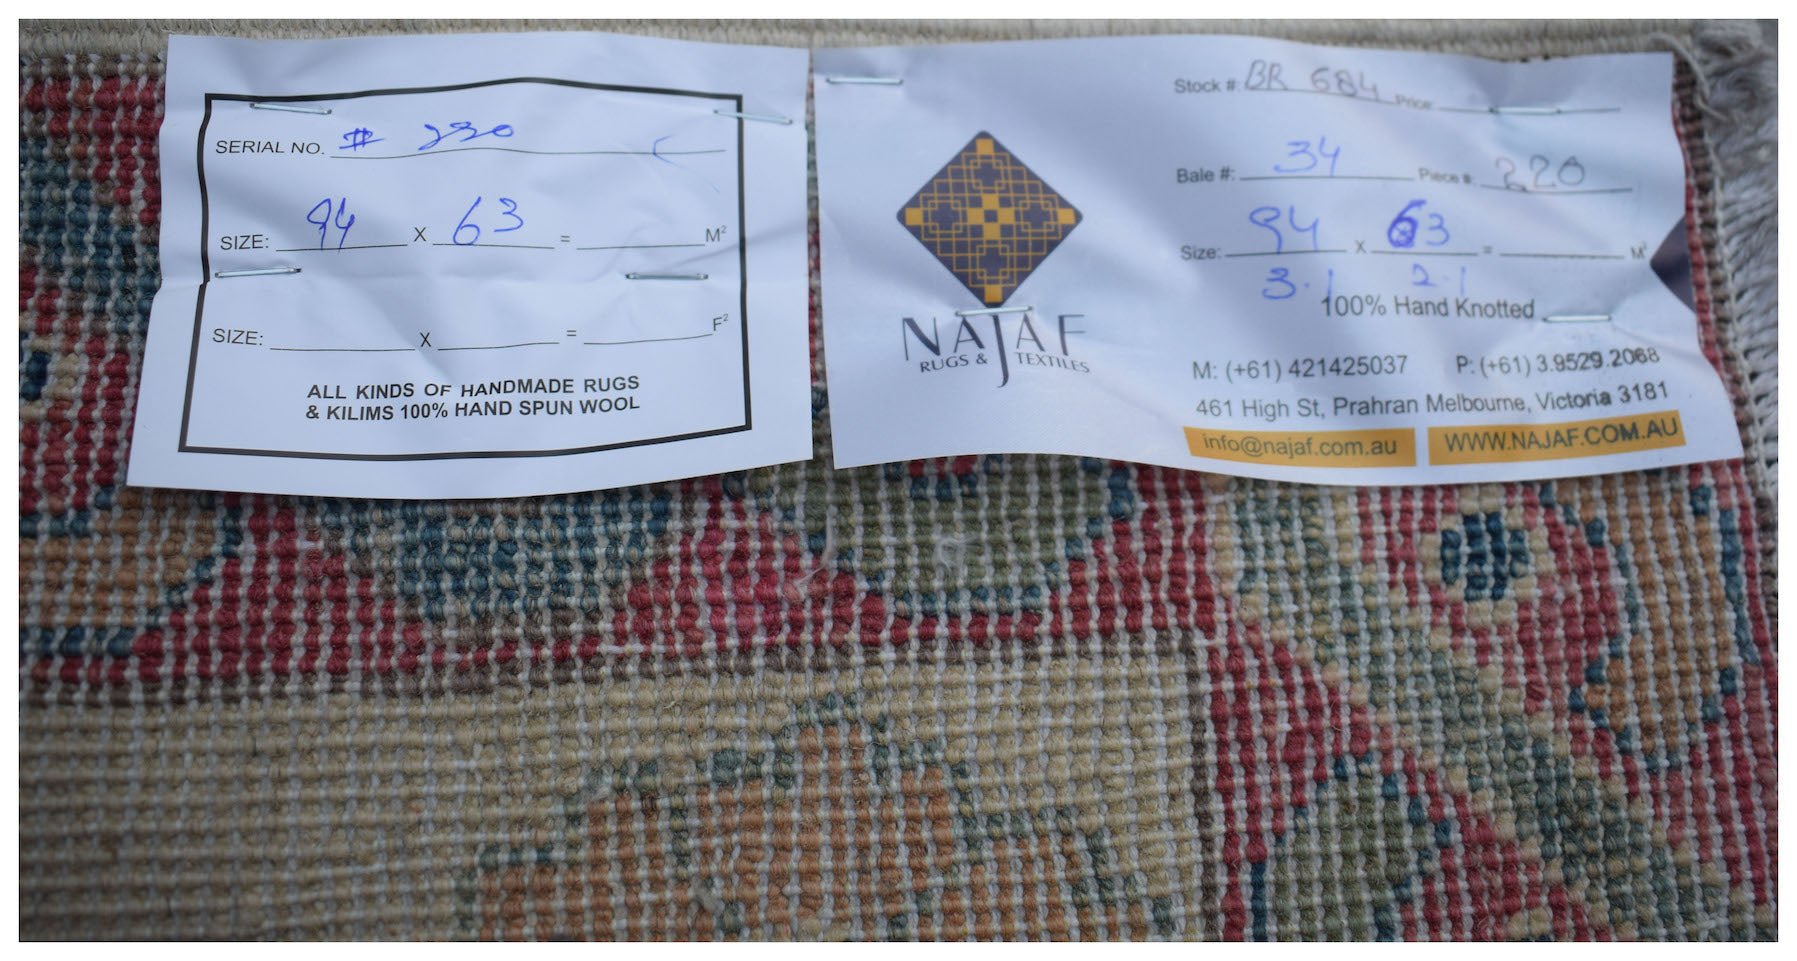 SERIAL NO. # 220
SIZE: 94 X 63 = M²
SIZE: X = F²
ALL KINDS OF HANDMADE RUGS
& KILIMS 100% HAND SPUN WOOL
NAJAF
RUGS & TEXTILES
Stock #: BR 684 Price:
Bale #: 34 Piece #: 220
Size: 94 X 63 = M²
3.1 2.1
100% Hand Knotted
M: (+61) 421425037 P: (+61) 3.9529.2068
461 High St, Prahran Melbourne, Victoria 3181
info@najaf.com.au WWW.NAJAF.COM.AU